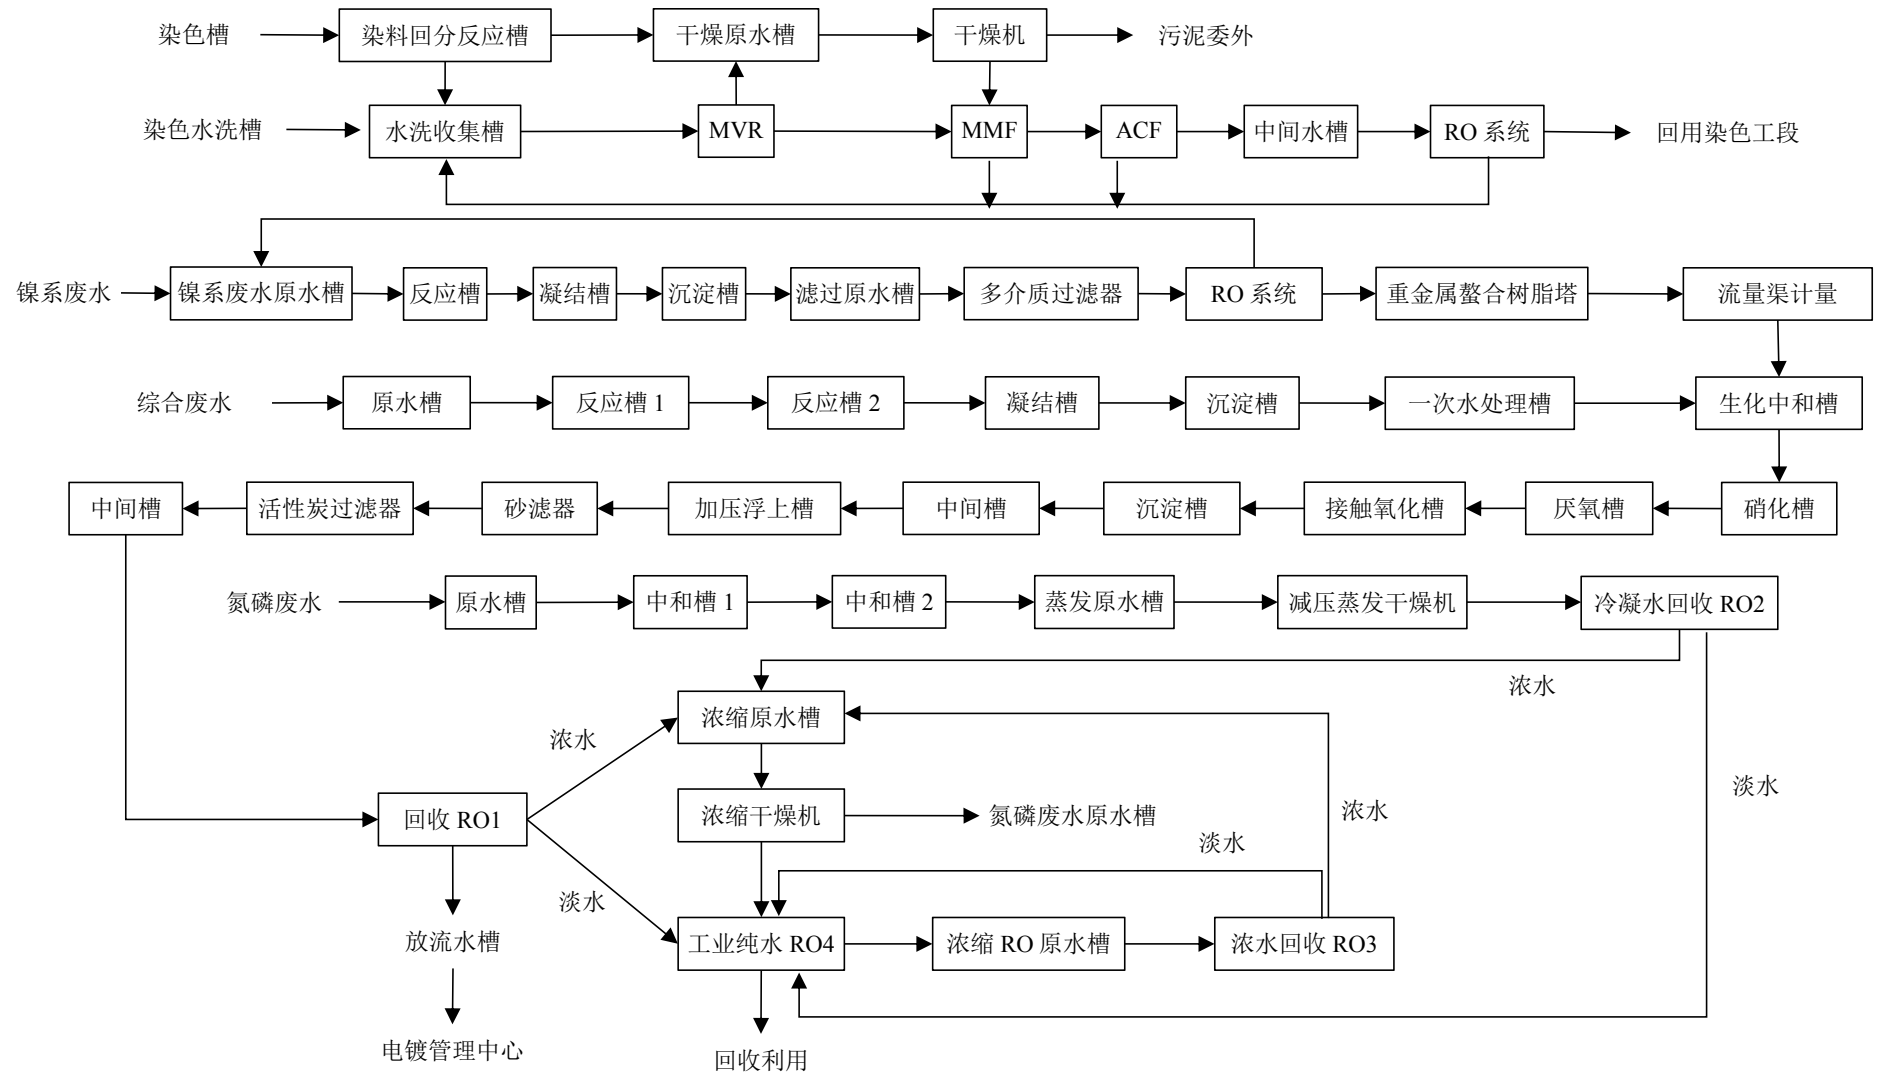 染色槽 染料回分反应槽 干燥原水槽 干燥机 污泥委外
染色水洗槽 水洗收集槽 MVR MMF ACF 中间水槽 RO 系统 回用染色工段
镍系废水 镍系废水原水槽 反应槽 凝结槽 沉淀槽 滤过原水槽 多介质过滤器 RO 系统 重金属螯合树脂塔 流量渠计量
综合废水 原水槽 反应槽 1 反应槽 2 凝结槽 沉淀槽 一次水处理槽 生化中和槽
中间槽 活性炭过滤器 砂滤器 加压浮上槽 中间槽 沉淀槽 接触氧化槽 厌氧槽 硝化槽
氮磷废水 原水槽 中和槽 1 中和槽 2 蒸发原水槽 减压蒸发干燥机 冷凝水回收 RO2
浓水
浓缩原水槽
浓水
淡水
浓水
回收 RO1 浓缩干燥机 氮磷废水原水槽
淡水
淡水
放流水槽 工业纯水 RO4 浓缩 RO 原水槽 浓水回收 RO3
电镀管理中心 回收利用